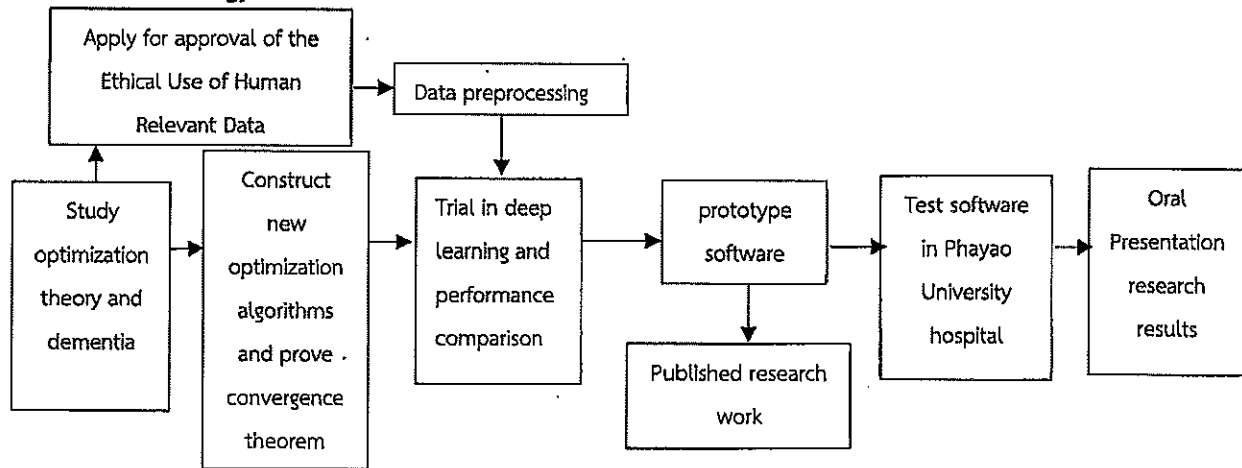 Apply for approval of the
Ethical Use of Human
Relevant Data
Data preprocessing
Study
optimization
theory and
dementia
Construct
new
optimization
algorithms
and prove
convergence
theorem
Trial in deep
learning and
performance
comparison
prototype
software
Published research
work
Test software
in Phayao
University
hospital
Oral
Presentation
research
results